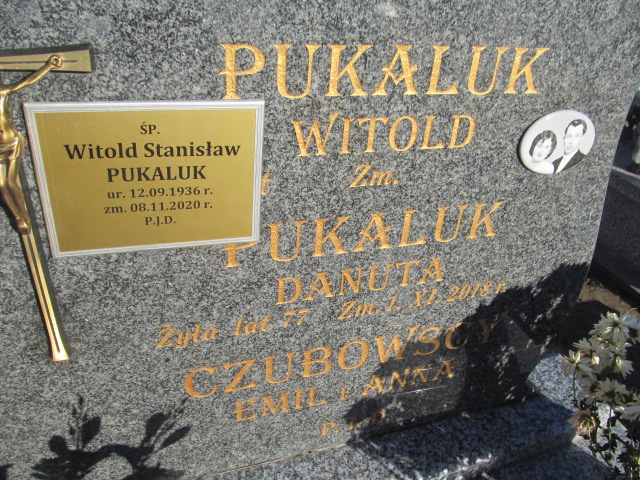 ŚP.
Witold Stanisław
PUKALUK
ur. 12.09.1936 r.
zm. 08.11.2020 r.
P.J.D.
PUKALUK
WITOLD
Zm.
PUKALUK
DANUTA
Żyła lat 77 Zm. 1. XI. 2018 r.
CZUBOWSCY
EMIL i ANNA